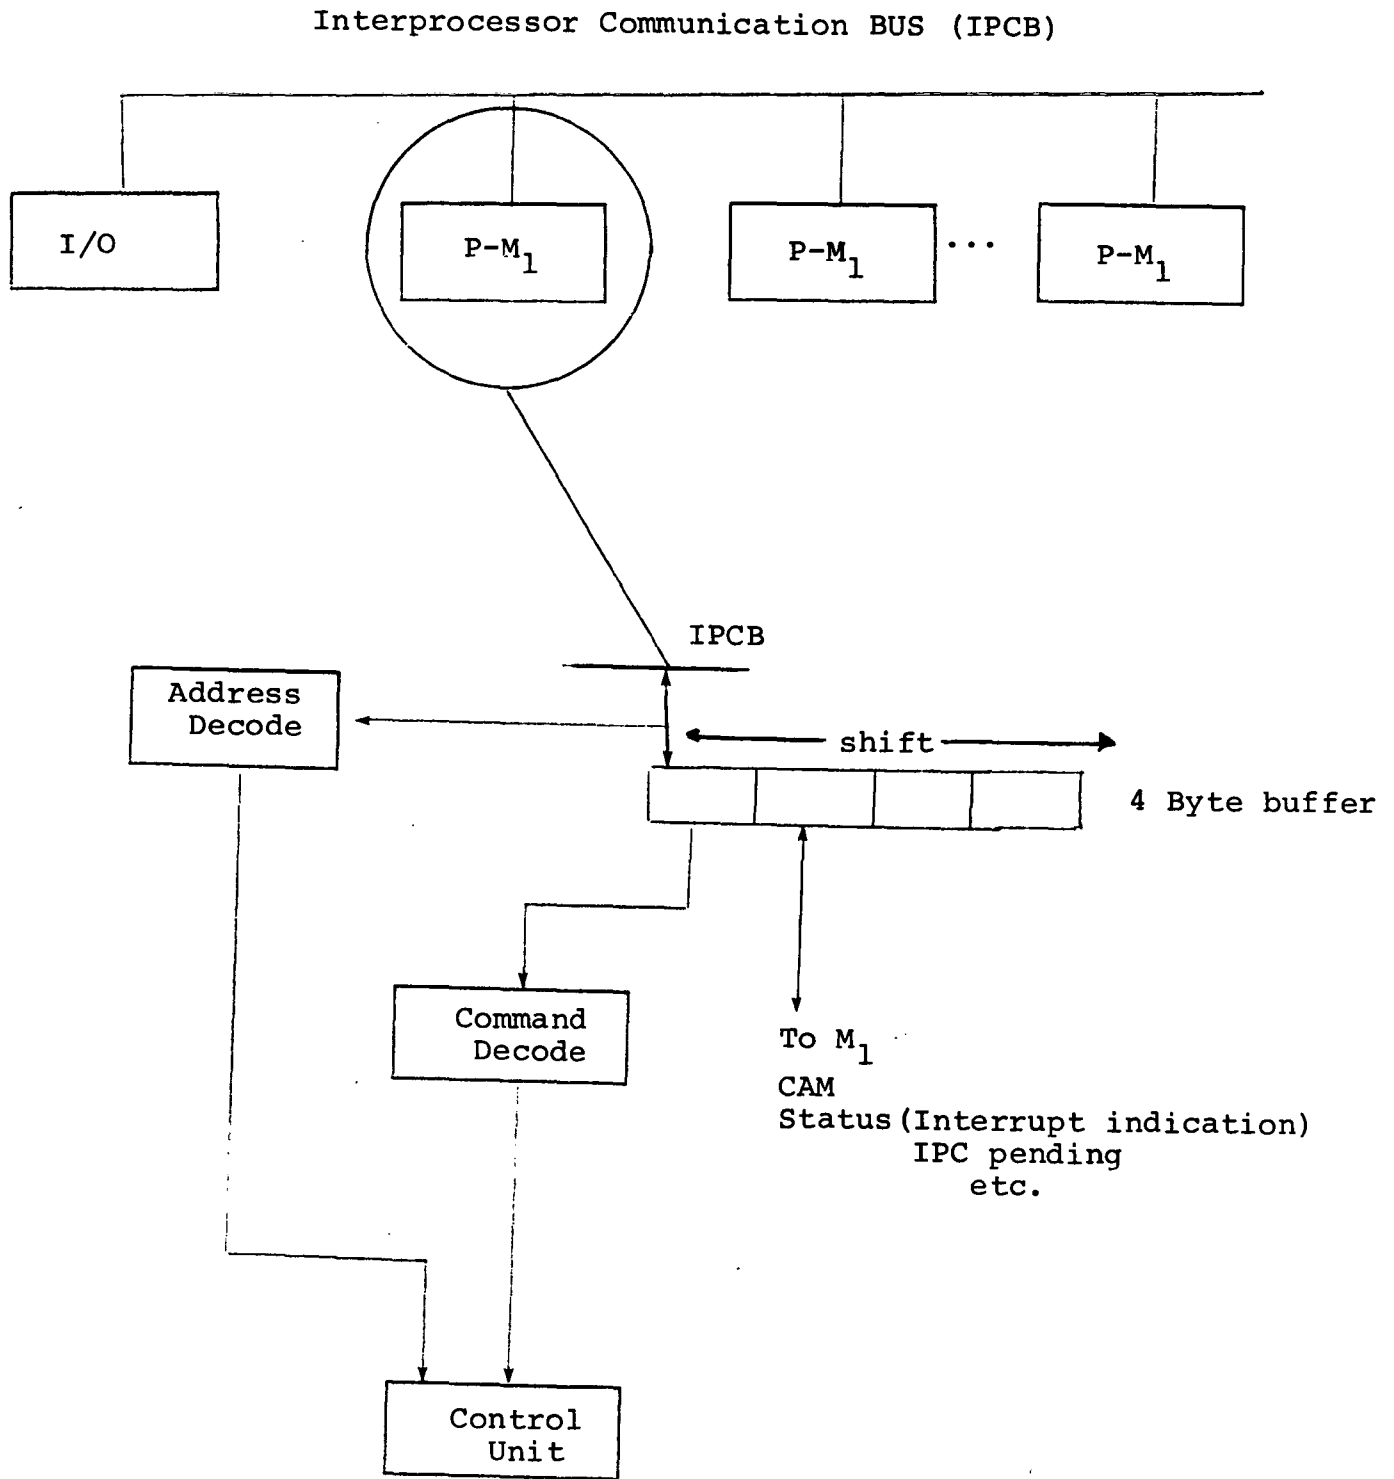 Interprocessor Communication BUS (IPCB)
I/O
P-M1
P-M1
...
P-M1
IPCB
Address
Decode
shift
4 Byte buffer
Command
Decode
To M1
CAM
Status(Interrupt indication)
IPC pending
etc.
Control
Unit